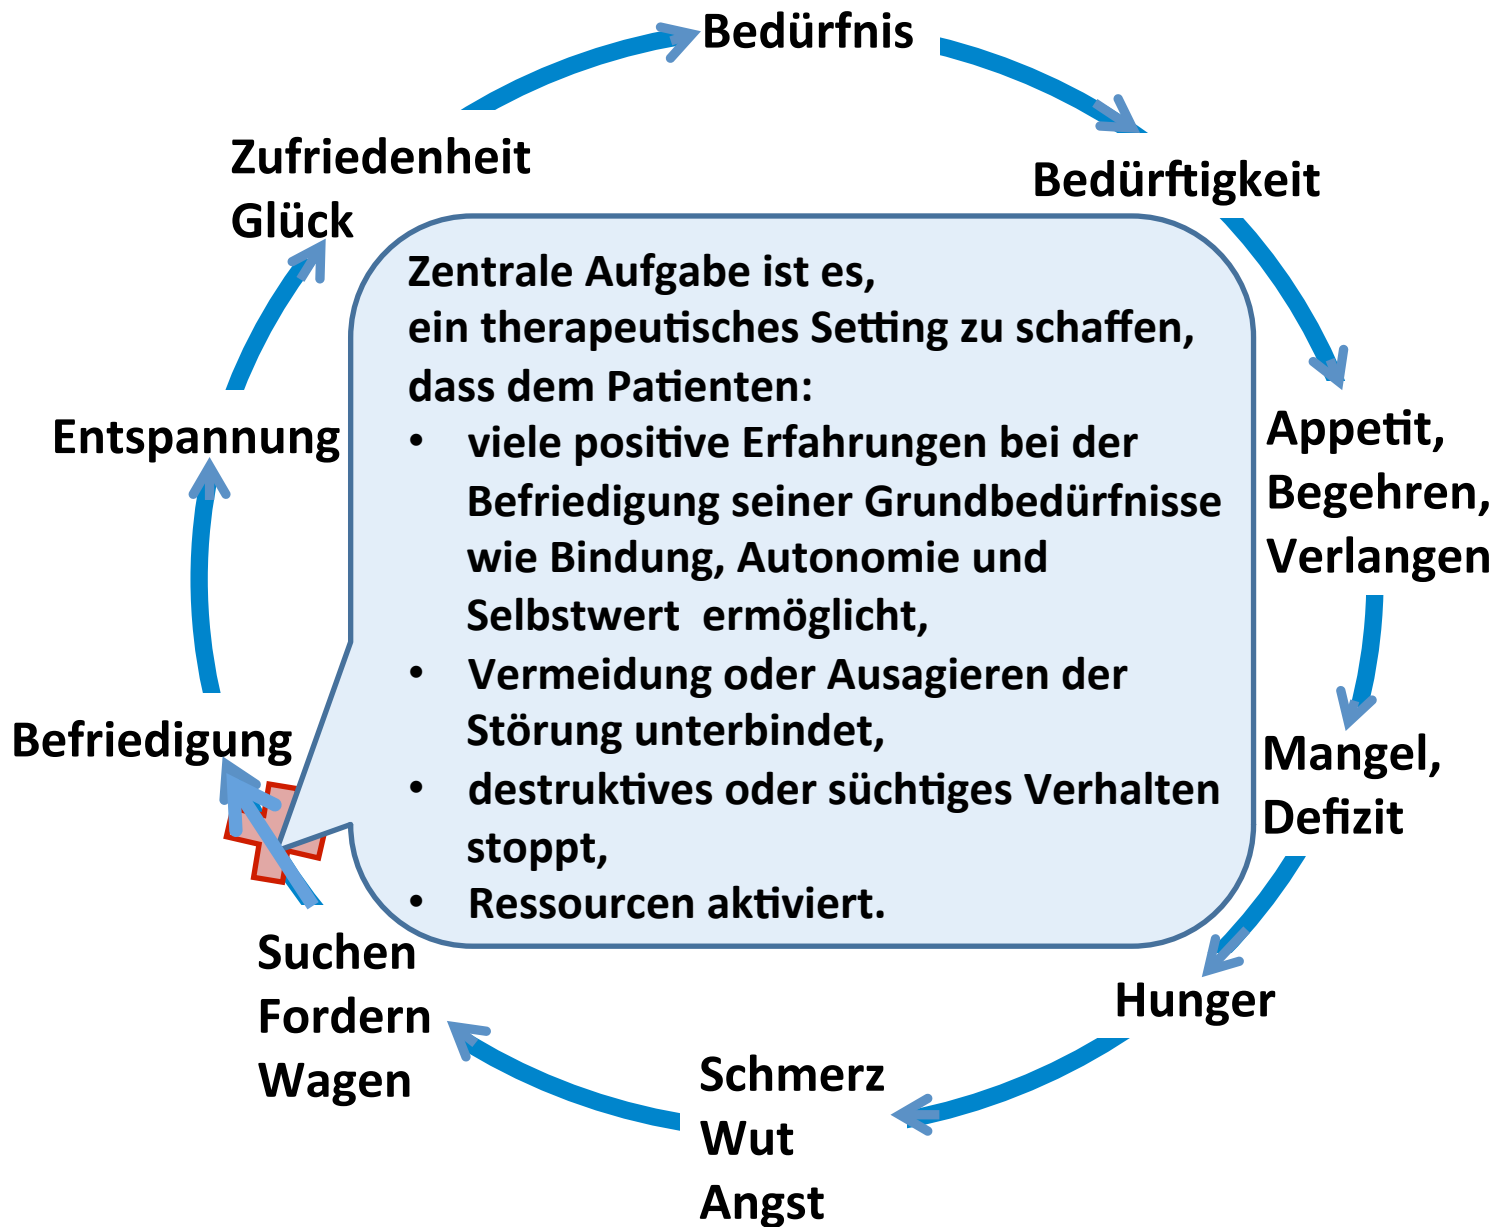 Bedürfnis
Bedürftigkeit
Appetit,
Begehren,
Verlangen
Mangel,
Defizit
Hunger
Schmerz
Wut
Angst
Suchen
Fordern
Wagen
Befriedigung
Entspannung
Zufriedenheit
Glück
Zentrale Aufgabe ist es,
ein therapeutisches Setting zu schaffen,
dass dem Patienten:
• viele positive Erfahrungen bei der
Befriedigung seiner Grundbedürfnisse
wie Bindung, Autonomie und
Selbstwert ermöglicht,
• Vermeidung oder Ausagieren der
Störung unterbindet,
• destruktives oder süchtiges Verhalten
stoppt,
• Ressourcen aktiviert.